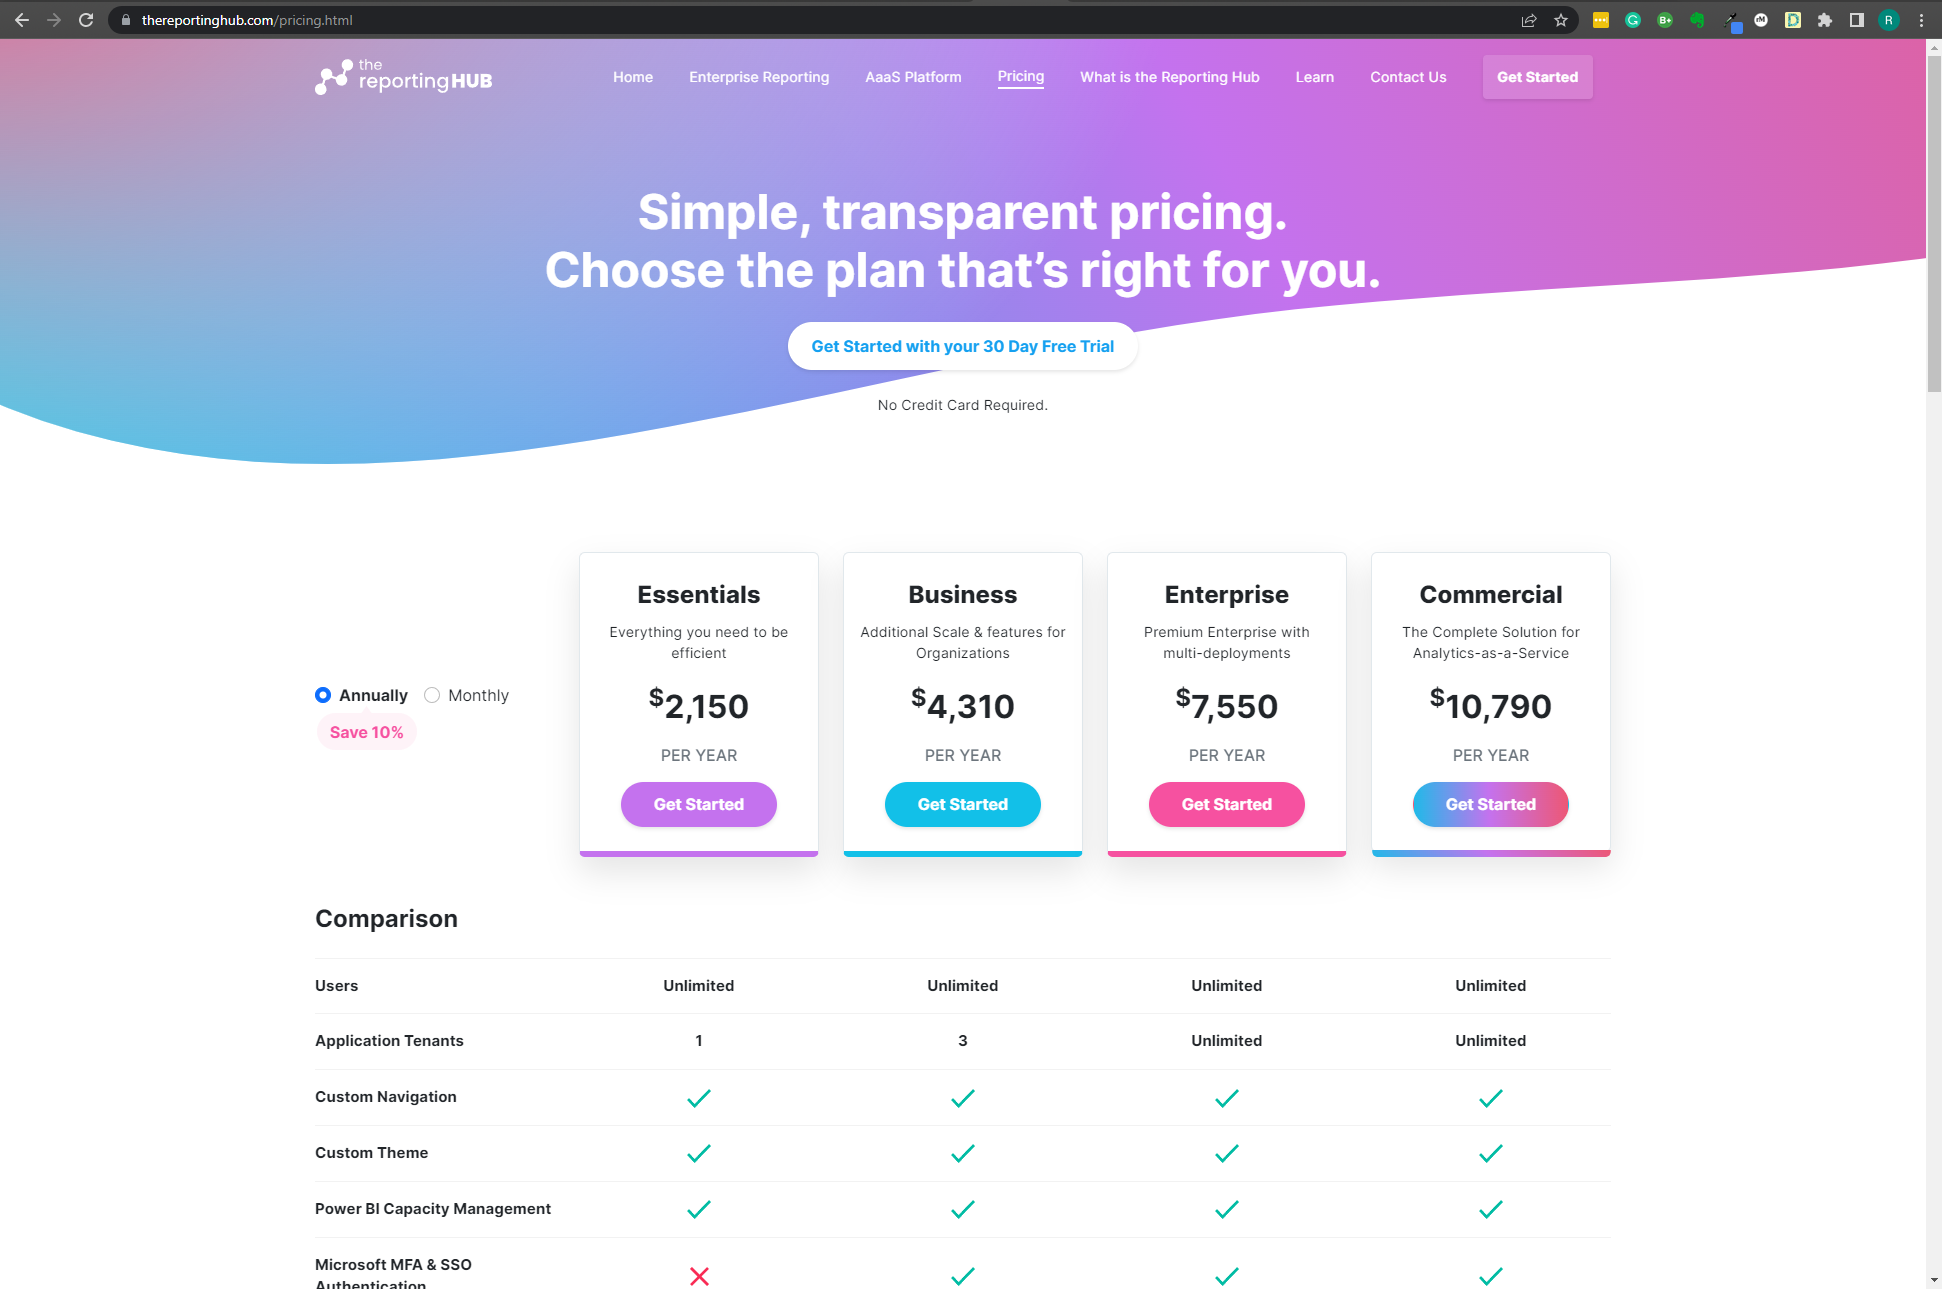 thereportinghub.com/pricing.html
the
reportingHUB
Home
Enterprise Reporting
AaaS Platform
Pricing
What is the Reporting Hub
Learn
Contact Us
Get Started
Simple, transparent pricing.
Choose the plan that’s right for you.
Get Started with your 30 Day Free Trial
No Credit Card Required.
Annually
Monthly
Save 10%
Essentials
Everything you need to be
efficient
$2,150
PER YEAR
Get Started
Business
Additional Scale & features for
Organizations
$4,310
PER YEAR
Get Started
Enterprise
Premium Enterprise with
multi-deployments
$7,550
PER YEAR
Get Started
Commercial
The Complete Solution for
Analytics-as-a-Service
$10,790
PER YEAR
Get Started
Comparison
Users Unlimited Unlimited Unlimited Unlimited
Application Tenants 1 3 Unlimited Unlimited
Custom Navigation
Custom Theme
Power BI Capacity Management
Microsoft MFA & SSO
Authentication